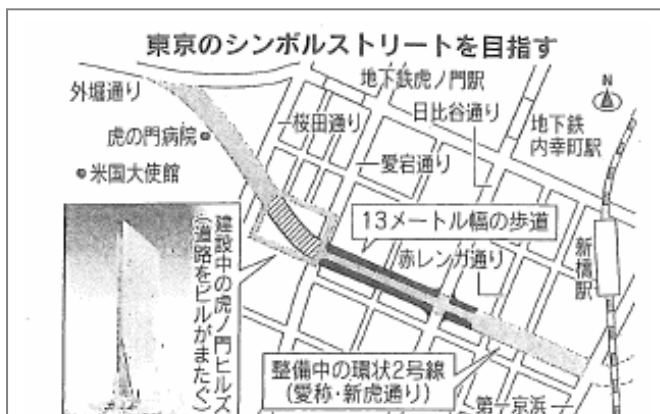 東京のシンボルストリートを目指す
外堀通り
地下鉄虎ノ門駅
N
桜田通り
日比谷通り
地下鉄
内幸町駅
虎の門病院
愛宕通り
米国大使館
13メートル幅の歩道
赤レンガ通り
新橋駅
建設中の虎ノ門ヒルズ
(道路をビルがまたぐ)
整備中の環状2号線
(愛称・新虎通り)
第一京浜